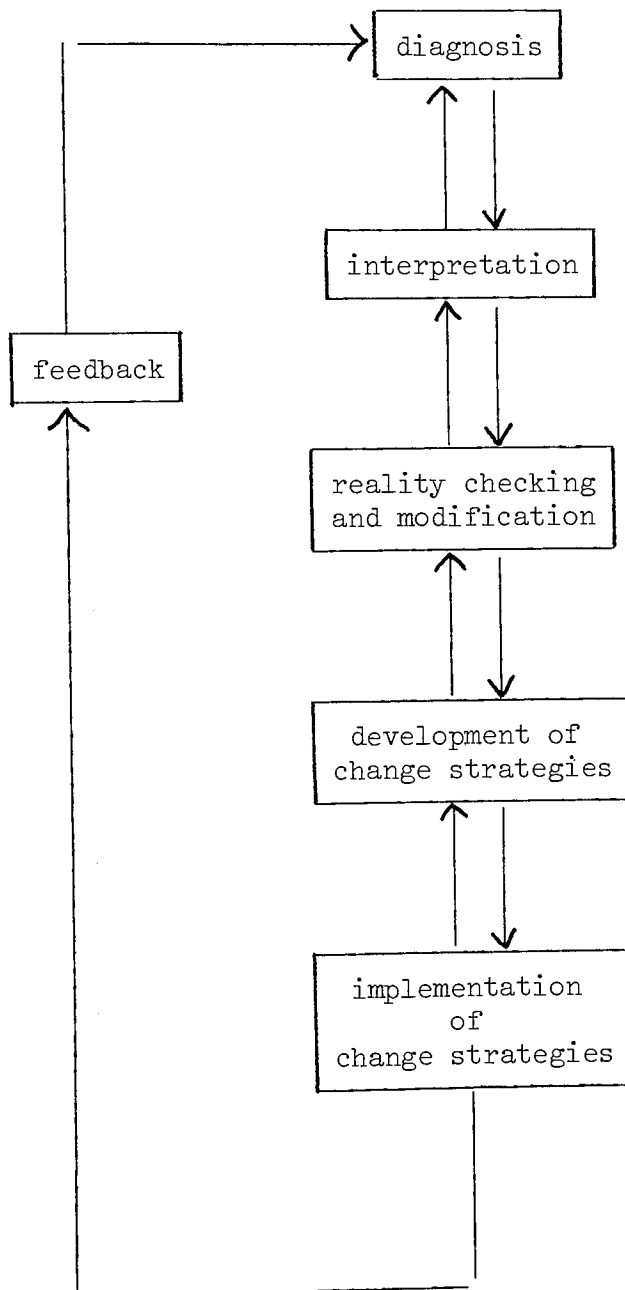 diagnosis
interpretation
feedback
reality checking
and modification
development of
change strategies
implementation
of
change strategies